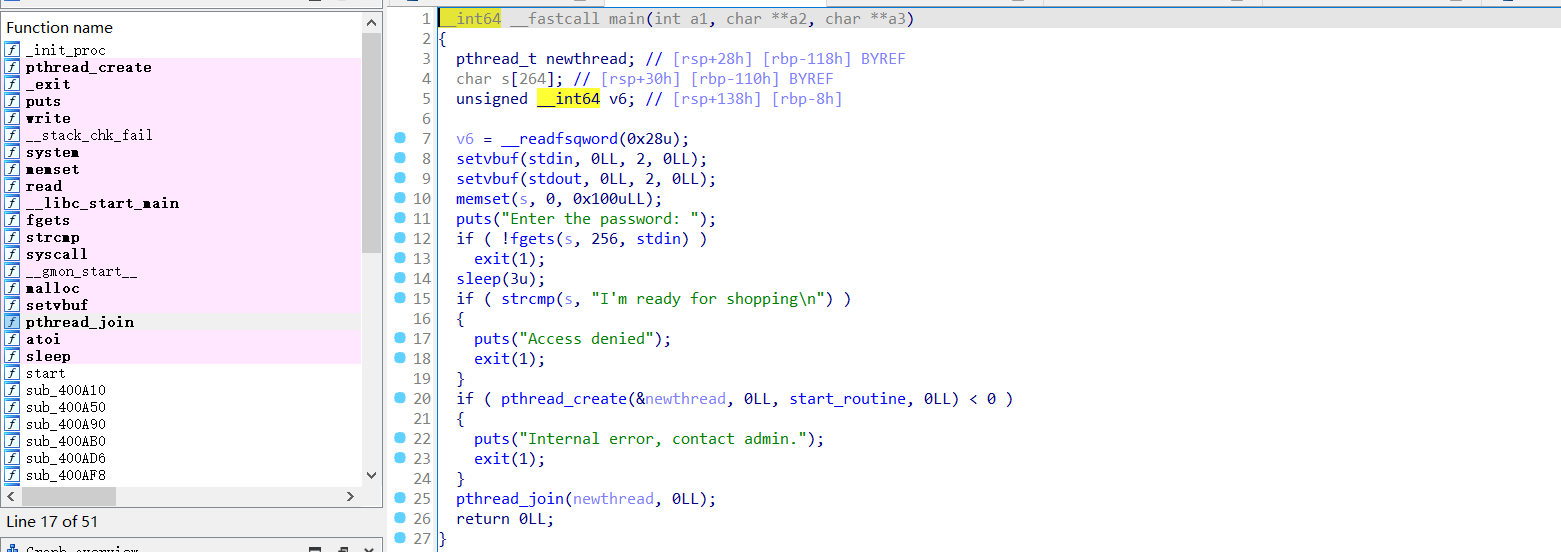 Function name
_init_proc
pthread_create
_exit
puts
write
__stack_chk_fail
system
memset
read
__libc_start_main
fgets
strcmp
syscall
__gmon_start__
malloc
setvbuf
pthread_join
atoi
sleep
start
sub_400A10
sub_400A50
sub_400A90
sub_400AB0
sub_400AD6
sub_400AF8
Line 17 of 51
Graph overview
1 __int64 __fastcall main(int a1, char **a2, char **a3)
2 {
3 pthread_t newthread; // [rsp+28h] [rbp-118h] BYREF
4 char s[264]; // [rsp+30h] [rbp-110h] BYREF
5 unsigned __int64 v6; // [rsp+138h] [rbp-8h]
6
7 v6 = __readfsqword(0x28u);
8 setvbuf(stdin, 0LL, 2, 0LL);
9 setvbuf(stdout, 0LL, 2, 0LL);
10 memset(s, 0, 0x100uLL);
11 puts("Enter the password: ");
12 if ( !fgets(s, 256, stdin) )
13 exit(1);
14 sleep(3u);
15 if ( strcmp(s, "I'm ready for shopping\n") )
16 {
17 puts("Access denied");
18 exit(1);
19 }
20 if ( pthread_create(&newthread, 0LL, start_routine, 0LL) < 0 )
21 {
22 puts("Internal error, contact admin.");
23 exit(1);
24 }
25 pthread_join(newthread, 0LL);
26 return 0LL;
27 }